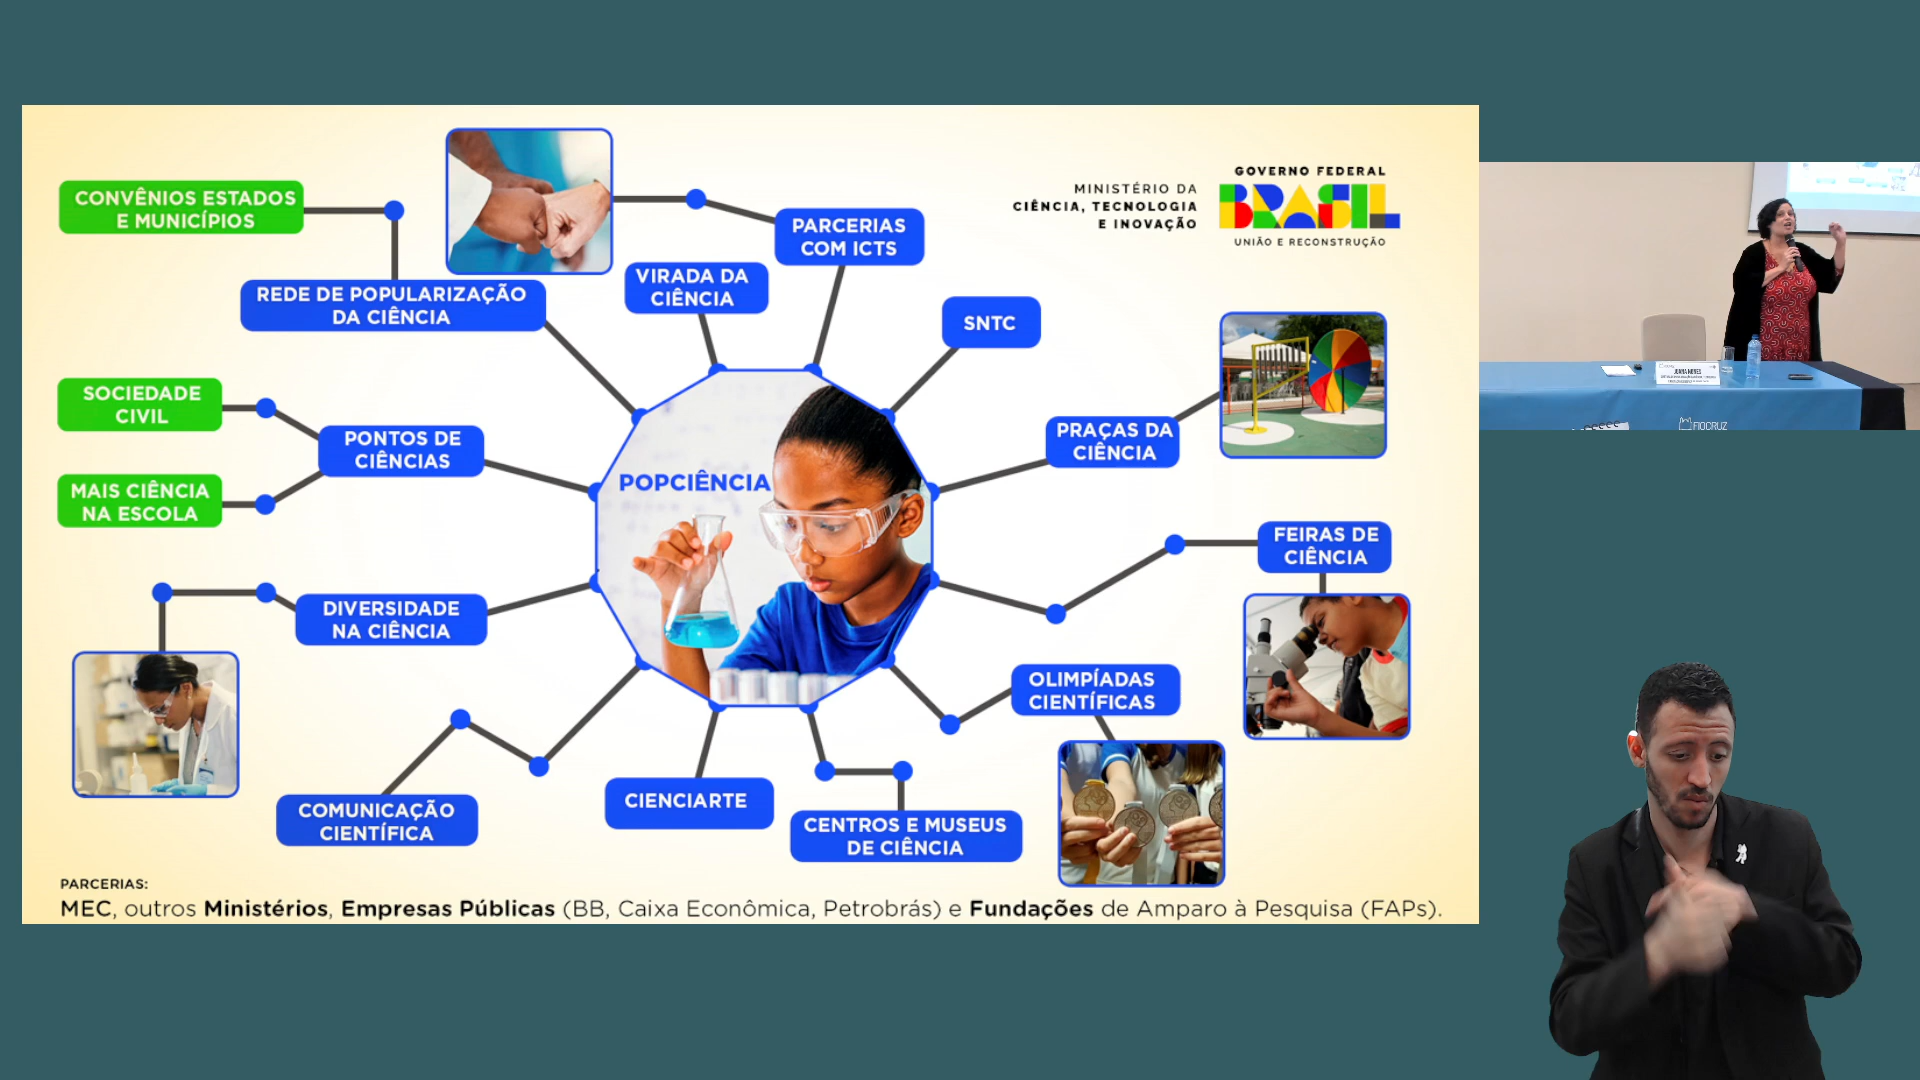 CONVÊNIOS ESTADOS
E MUNICÍPIOS
REDE DE POPULARIZAÇÃO
DA CIÊNCIA
VIRADA DA
CIÊNCIA
PARCERIAS
COM ICTS
MINISTÉRIO DA
CIÊNCIA, TECNOLOGIA
E INOVAÇÃO
GOVERNO FEDERAL
BRASIL
UNIÃO E RECONSTRUÇÃO
SNTC
SOCIEDADE
CIVIL
MAIS CIÊNCIA
NA ESCOLA
PONTOS DE
CIÊNCIAS
POPCIÊNCIA
PRAÇAS DA
CIÊNCIA
FEIRAS DE
CIÊNCIA
DIVERSIDADE
NA CIÊNCIA
OLIMPÍADAS
CIENTÍFICAS
COMUNICAÇÃO
CIENTÍFICA
CIENCIARTE
CENTROS E MUSEUS
DE CIÊNCIA
PARCERIAS:
MEC, outros Ministérios, Empresas Públicas (BB, Caixa Econômica, Petrobrás) e Fundações de Amparo à Pesquisa (FAPs).
FIOCRUZ